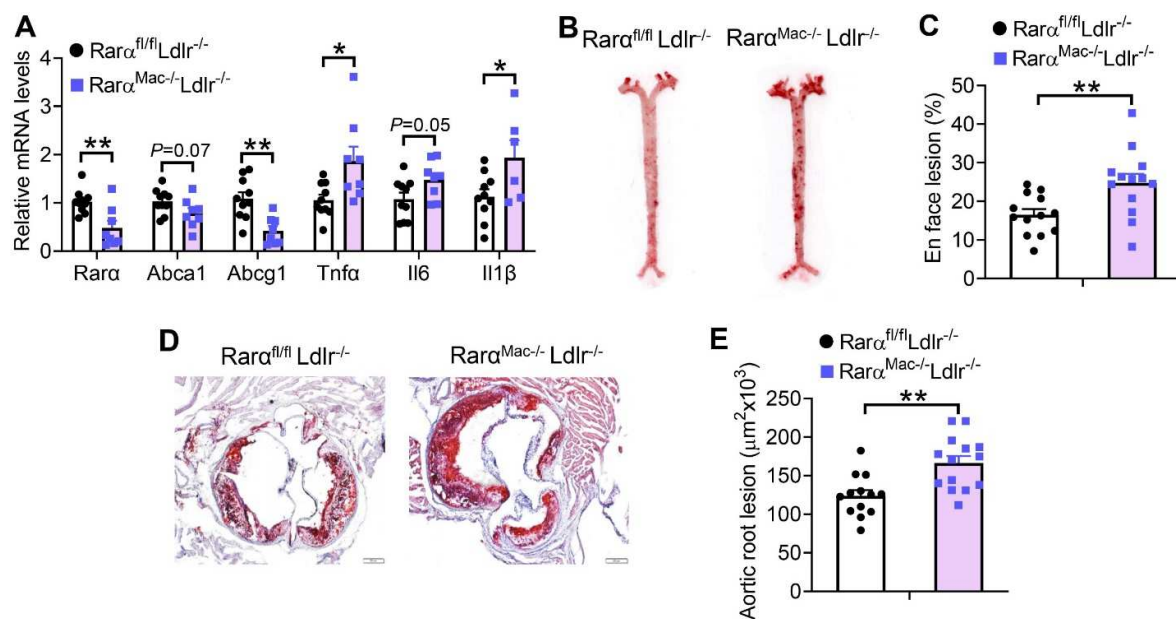 A
Rarα^fl/fl Ldlr^-/-
Rarα^Mac-/- Ldlr^-/-
Relative mRNA levels
4
3
2
1
0
**
P=0.07
**
*
P=0.05
*
Rarα Abca1 Abcg1 Tnfα Il6 Il1β
B
Rarα^fl/fl Ldlr^-/- Rarα^Mac-/- Ldlr^-/-
C
Rarα^fl/fl Ldlr^-/-
Rarα^Mac-/- Ldlr^-/-
En face lesion (%)
50
40
30
20
10
0
**
D
Rarα^fl/fl Ldlr^-/- Rarα^Mac-/- Ldlr^-/-
E
Rarα^fl/fl Ldlr^-/-
Rarα^Mac-/- Ldlr^-/-
Aortic root lesion (μm²x10³)
250
200
150
100
50
0
**